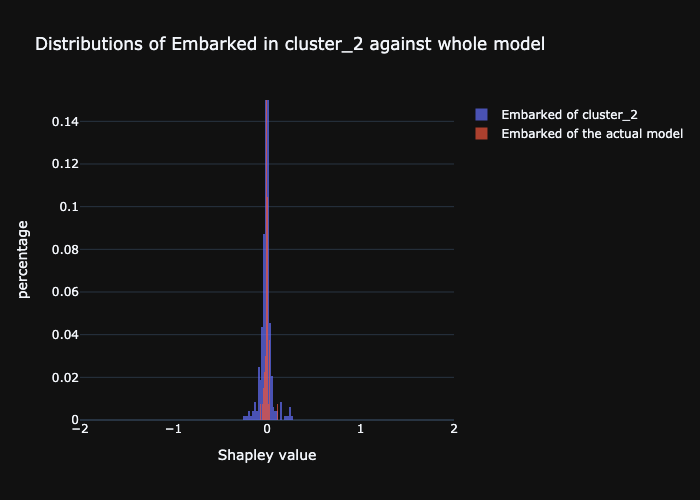 Distributions of Embarked in cluster_2 against whole model
Embarked of cluster_2
Embarked of the actual model
percentage
0.14
0.12
0.1
0.08
0.06
0.04
0.02
0
−2
−1
0
1
2
Shapley value